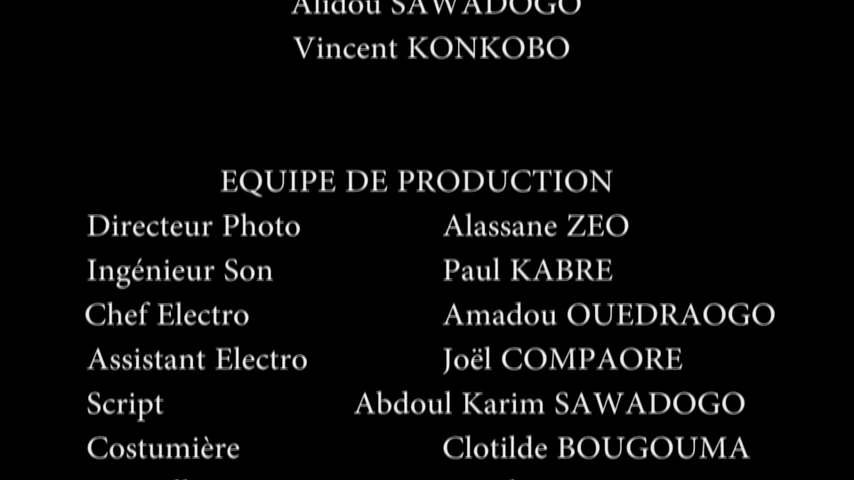 Alidou SAWADOGO
Vincent KONKOBO
EQUIPE DE PRODUCTION
Directeur Photo Alassane ZEO
Ingénieur Son Paul KABRE
Chef Electro Amadou OUEDRAOGO
Assistant Electro Joël COMPAORE
Script Abdoul Karim SAWADOGO
Costumière Clotilde BOUGOUMA